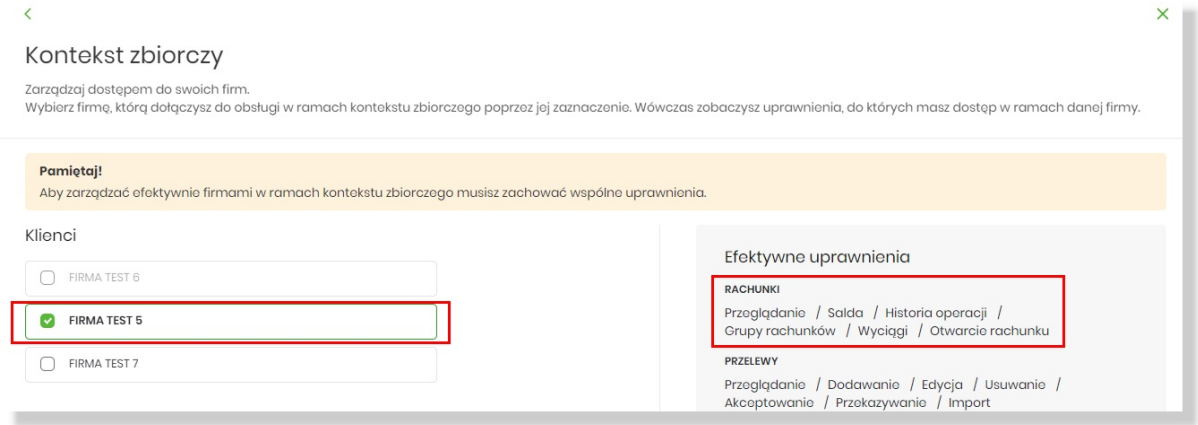 Kontekst zbiorczy
Zarządzaj dostępem do swoich firm.
Wybierz firmę, którą dołączysz do obsługi w ramach kontekstu zbiorczego poprzez jej zaznaczenie. Wówczas zobaczysz uprawnienia, do których masz dostęp w ramach danej firmy.
Pamiętaj!
Aby zarządzać efektywnie firmami w ramach kontekstu zbiorczego musisz zachować wspólne uprawnienia.
Klienci
FIRMA TEST 6
FIRMA TEST 5
FIRMA TEST 7
Efektywne uprawnienia
RACHUNKI
Przeglądanie / Salda / Historia operacji /
Grupy rachunków / Wyciągi / Otwarcie rachunku
PRZELEWY
Przeglądanie / Dodawanie / Edycja / Usuwanie /
Akceptowanie / Przekazywanie / Import